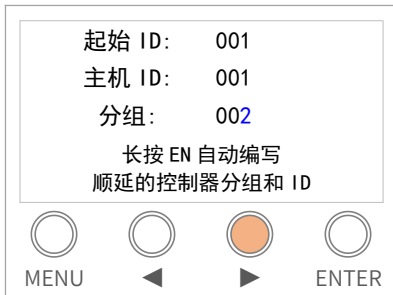 起始 ID: 001
主机 ID: 001
分组: 002
长按 EN 自动编写
顺延的控制器分组和 ID
MENU ◀ ▶ ENTER